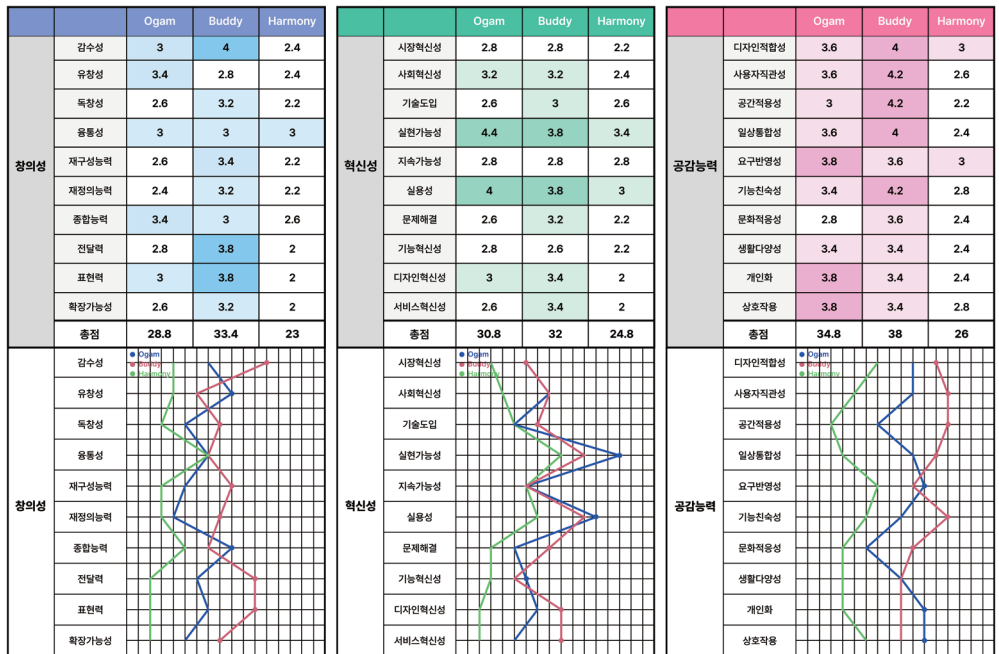 Ogam Buddy Harmony
창의성
감수성 3 4 2.4
유창성 3.4 2.8 2.4
독창성 2.6 3.2 2.2
융통성 3 3 3
재구성능력 2.6 3.4 2.2
재정의능력 2.4 3.2 2.2
종합능력 3.4 3 2.6
전달력 2.8 3.8 2
표현력 3 3.8 2
확장가능성 2.6 3.2 2
총점 28.8 33.4 23
Ogam Buddy Harmony
혁신성
시장혁신성 2.8 2.8 2.2
사회혁신성 3.2 3.2 2.4
기술도입 2.6 3 2.6
실현가능성 4.4 3.8 3.4
지속가능성 2.8 2.8 2.8
실용성 4 3.8 3
문제해결 2.6 3.2 2.2
기능혁신성 2.8 2.6 2.2
디자인혁신성 3 3.4 2
서비스혁신성 2.6 3.4 2
총점 30.8 32 24.8
Ogam Buddy Harmony
공감능력
디자인적합성 3.6 4 3
사용자직관성 3.6 4.2 2.6
공간적용성 3 4.2 2.2
일상통합성 3.6 4 2.4
요구반영성 3.8 3.6 3
기능친숙성 3.4 4.2 2.8
문화적응성 2.8 3.6 2.4
생활다양성 3.4 3.4 2.4
개인화 3.8 3.4 2.4
상호작용 3.8 3.4 2.8
총점 34.8 38 26
창의성
Ogam
Buddy
Harmony
감수성
유창성
독창성
융통성
재구성능력
재정의능력
종합능력
전달력
표현력
확장가능성
혁신성
Ogam
Buddy
Harmony
시장혁신성
사회혁신성
기술도입
실현가능성
지속가능성
실용성
문제해결
기능혁신성
디자인혁신성
서비스혁신성
공감능력
Ogam
Buddy
Harmony
디자인적합성
사용자직관성
공간적용성
일상통합성
요구반영성
기능친숙성
문화적응성
생활다양성
개인화
상호작용